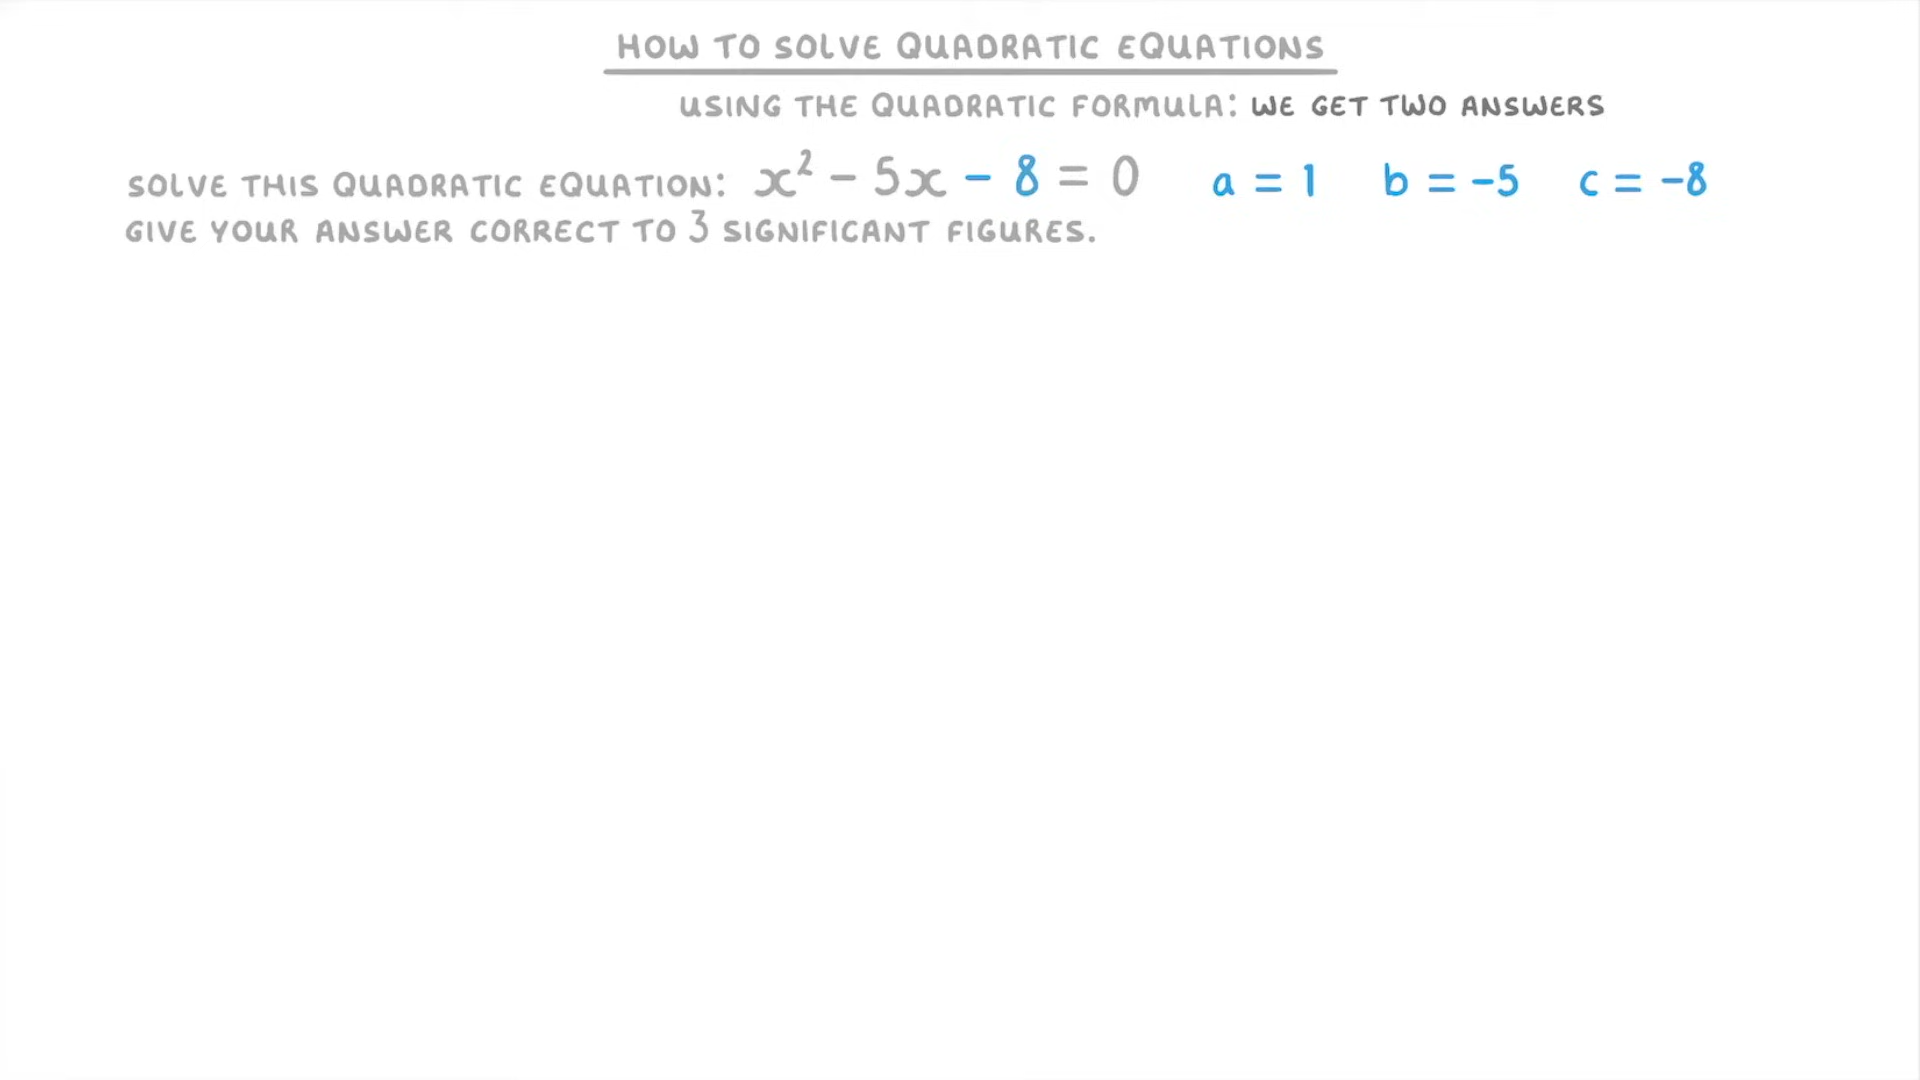 HOW TO SOLVE QUADRATIC EQUATIONS
USING THE QUADRATIC FORMULA: WE GET TWO ANSWERS
SOLVE THIS QUADRATIC EQUATION: x² − 5x − 8 = 0 a = 1 b = −5 c = −8
GIVE YOUR ANSWER CORRECT TO 3 SIGNIFICANT FIGURES.